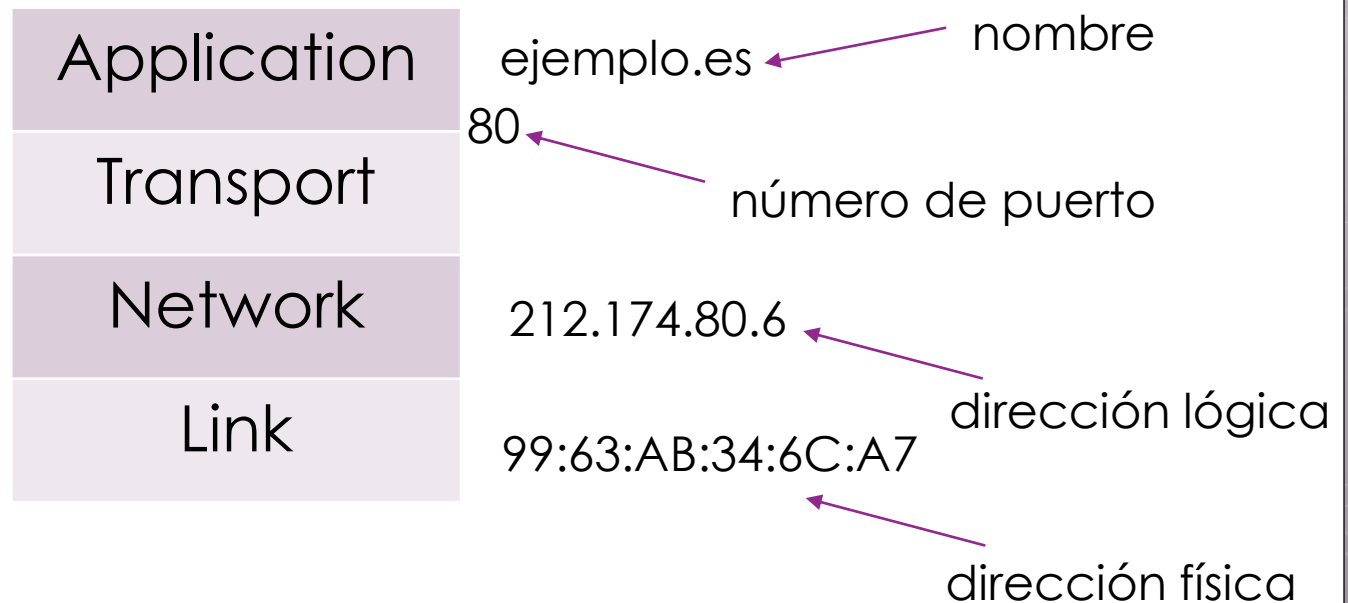 Application
ejemplo.es
nombre
80
Transport
número de puerto
Network
212.174.80.6
dirección lógica
Link
99:63:AB:34:6C:A7
dirección física